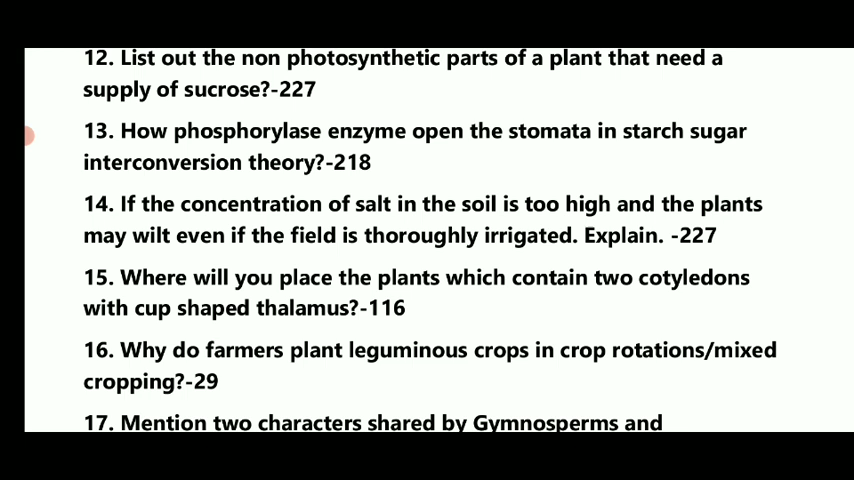 12. List out the non photosynthetic parts of a plant that need a
supply of sucrose?-227
13. How phosphorylase enzyme open the stomata in starch sugar
interconversion theory?-218
14. If the concentration of salt in the soil is too high and the plants
may wilt even if the field is thoroughly irrigated. Explain. -227
15. Where will you place the plants which contain two cotyledons
with cup shaped thalamus?-116
16. Why do farmers plant leguminous crops in crop rotations/mixed
cropping?-29
17. Mention two characters shared by Gymnosperms and